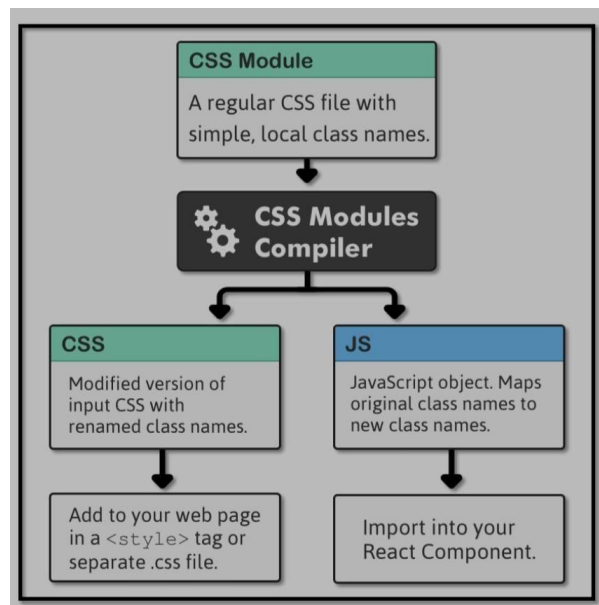 CSS Module
A regular CSS file with
simple, local class names.
CSS Modules
Compiler
CSS
Modified version of
input CSS with
renamed class names.
JS
JavaScript object. Maps
original class names to
new class names.
Add to your web page
in a <style> tag or
separate .css file.
Import into your
React Component.